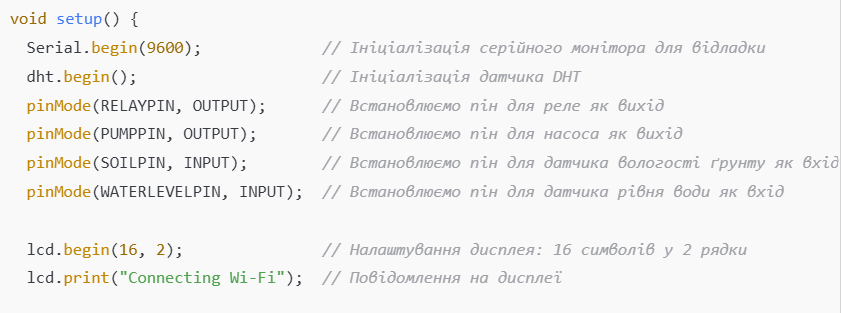 void setup() {
Serial.begin(9600); // Ініціалізація серійного монітора для відладки
dht.begin(); // Ініціалізація датчика DHT
pinMode(RELAYPIN, OUTPUT); // Встановлюємо пін для реле як вихід
pinMode(PUMPPIN, OUTPUT); // Встановлюємо пін для насоса як вихід
pinMode(SOILPIN, INPUT); // Встановлюємо пін для датчика вологості ґрунту як вхід
pinMode(WATERLEVELPIN, INPUT); // Встановлюємо пін для датчика рівня води як вхід
lcd.begin(16, 2); // Налаштування дисплея: 16 символів у 2 рядки
lcd.print("Connecting Wi-Fi"); // Повідомлення на дисплеї